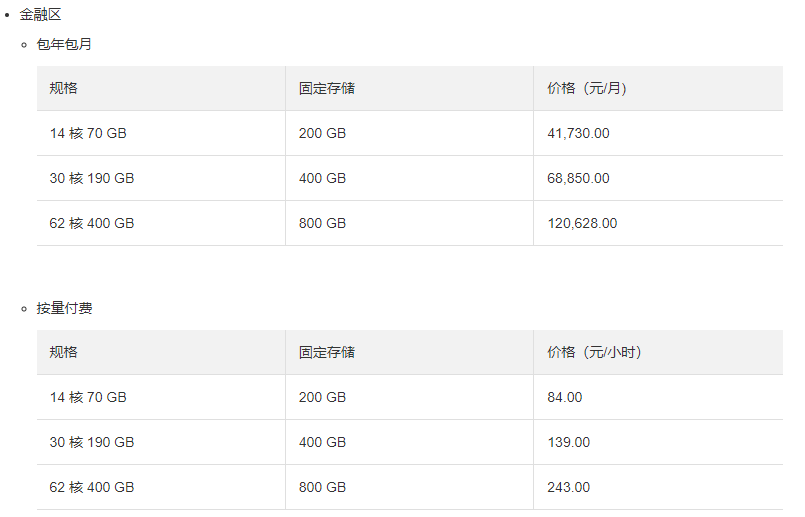 金融区
包年包月
规格 固定存储 价格（元/月)
14 核 70 GB 200 GB 41,730.00
30 核 190 GB 400 GB 68,850.00
62 核 400 GB 800 GB 120,628.00
按量付费
规格 固定存储 价格（元/小时）
14 核 70 GB 200 GB 84.00
30 核 190 GB 400 GB 139.00
62 核 400 GB 800 GB 243.00